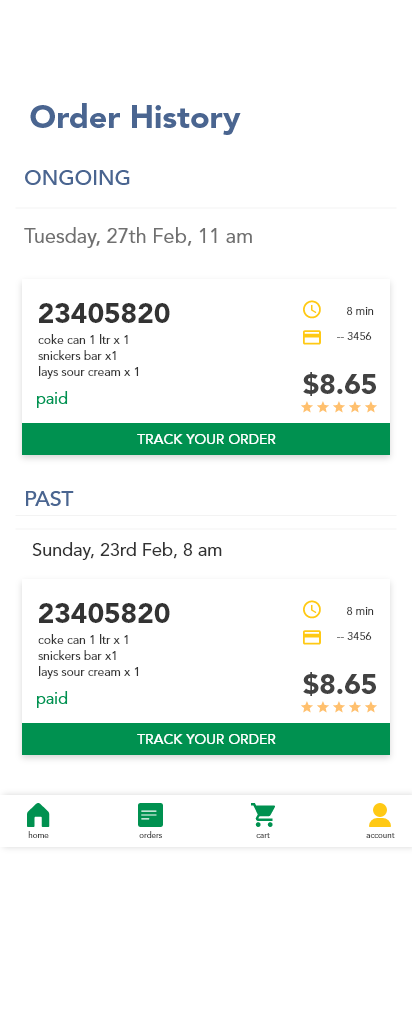 Order History
ONGOING
Tuesday, 27th Feb, 11 am
23405820
8 min
coke can 1 ltr x 1
-- 3456
snickers bar x1
lays sour cream x 1
$8.65
paid
TRACK YOUR ORDER
PAST
Sunday, 23rd Feb, 8 am
23405820
8 min
coke can 1 ltr x 1
-- 3456
snickers bar x1
lays sour cream x 1
$8.65
paid
TRACK YOUR ORDER
home orders cart account